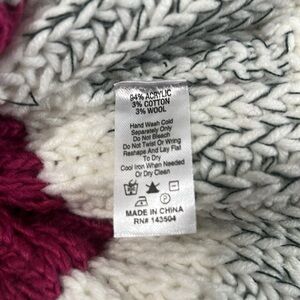 94% ACRYLIC
3% COTTON
3% WOOL
Hand Wash Cold
Separately Only
Do Not Bleach
Do Not Twist Or Wring
Reshape And Lay Flat
To Dry
Cool Iron When Needed
Or Dry Clean
MADE IN CHINA
RN# 143504